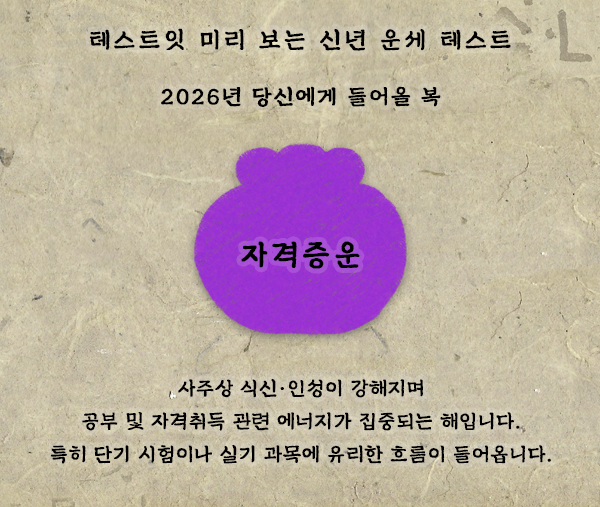 테스트잇 미리 보는 신년 운세 테스트
2026년 당신에게 들어올 복
자격증운
사주상 식신·인성이 강해지며
공부 및 자격취득 관련 에너지가 집중되는 해입니다.
특히 단기 시험이나 실기 과목에 유리한 흐름이 들어옵니다.